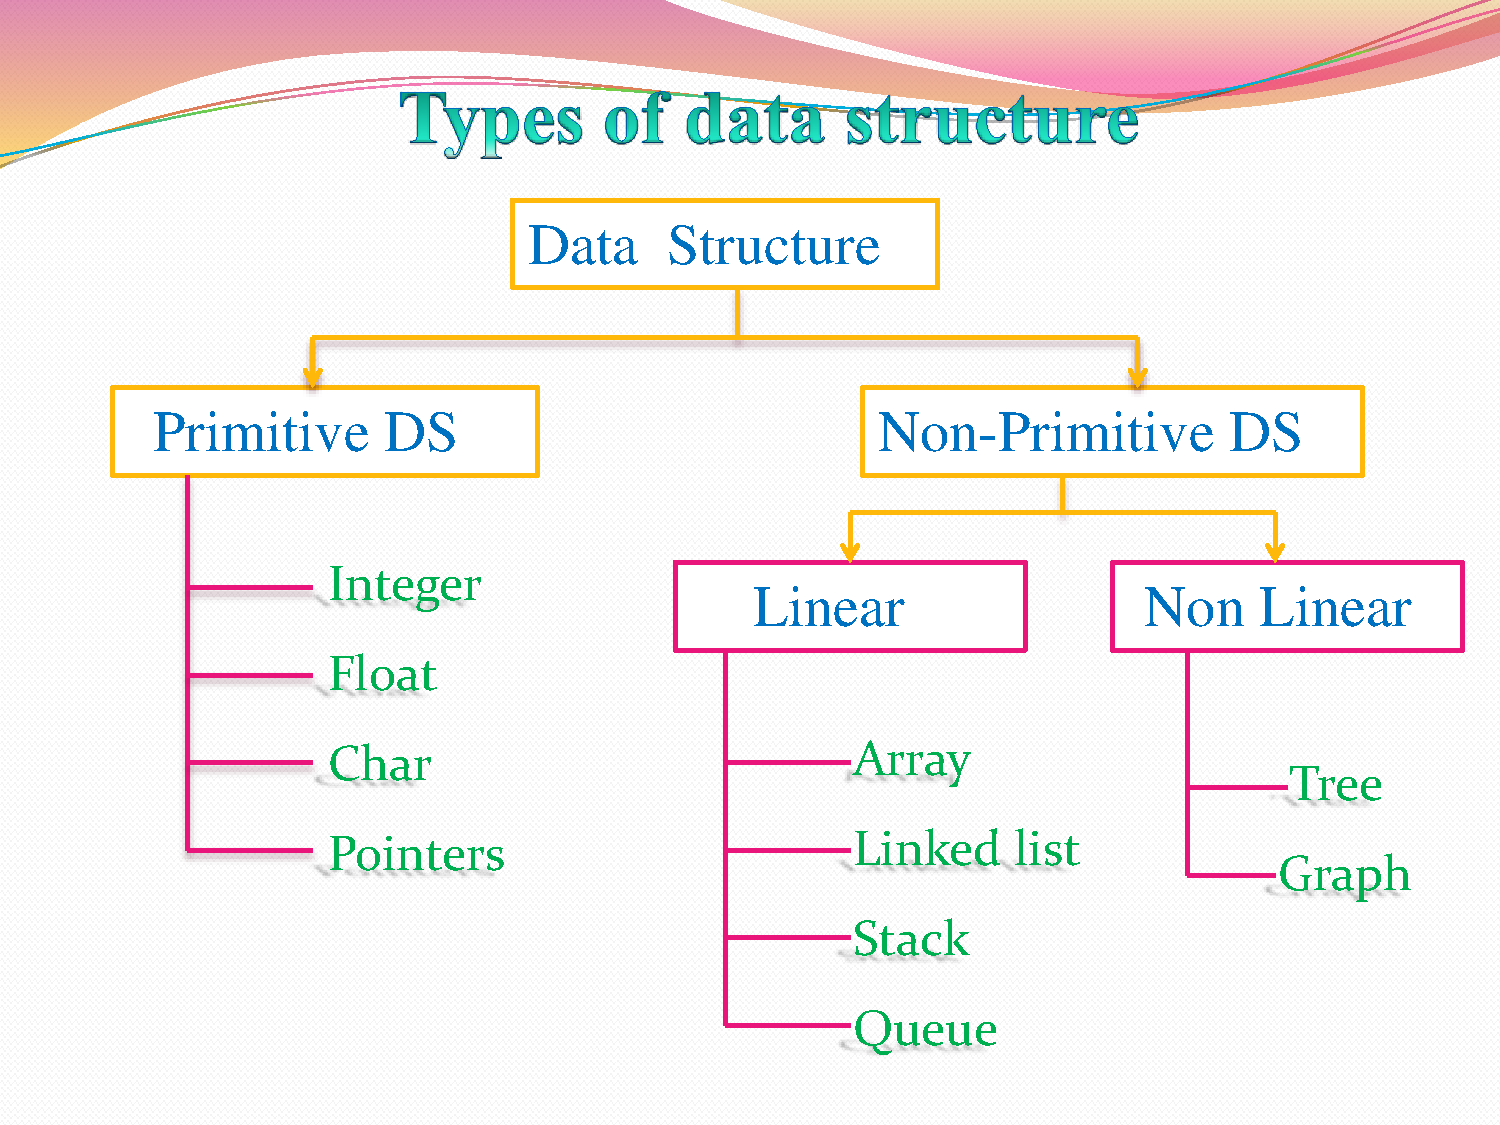 Types of data structure
Data Structure
Primitive DS
Non-Primitive DS
Integer
Float
Char
Pointers
Linear
Array
Linked list
Stack
Queue
Non Linear
Tree
Graph